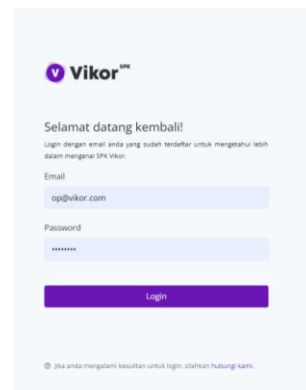 Vikor SPK
Selamat datang kembali!
Login dengan email anda yang sudah terdaftar untuk mengetahui lebih
dalam mengenai SPK Vikor.
Email
op@vikor.com
Password
••••••••
Login
Jika anda mengalami kesulitan untuk login, silahkan hubungi kami.